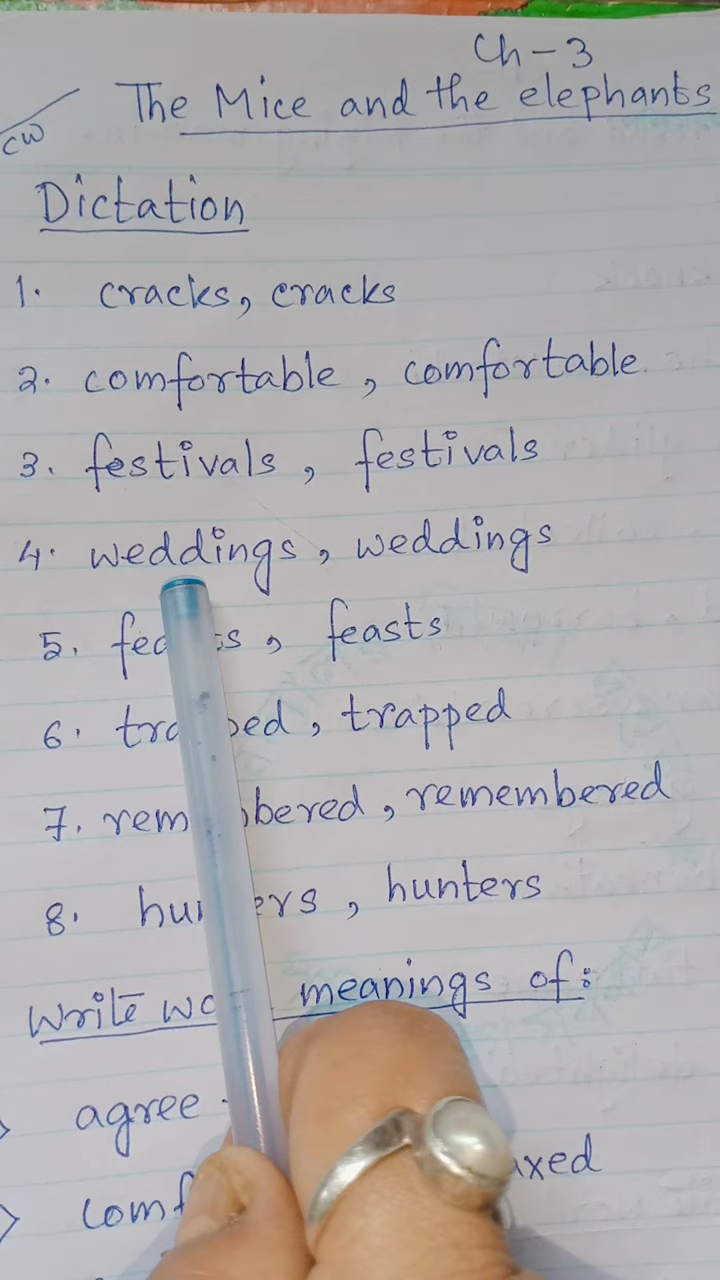 Ch - 3
The Mice and the elephants
CW
Dictation
1. cracks, cracks
2. comfortable, comfortable
3. festivals, festivals
4. weddings, weddings
5. , feasts
6. , trapped
7. , remembered
8. , hunters
Write meanings of:
agree